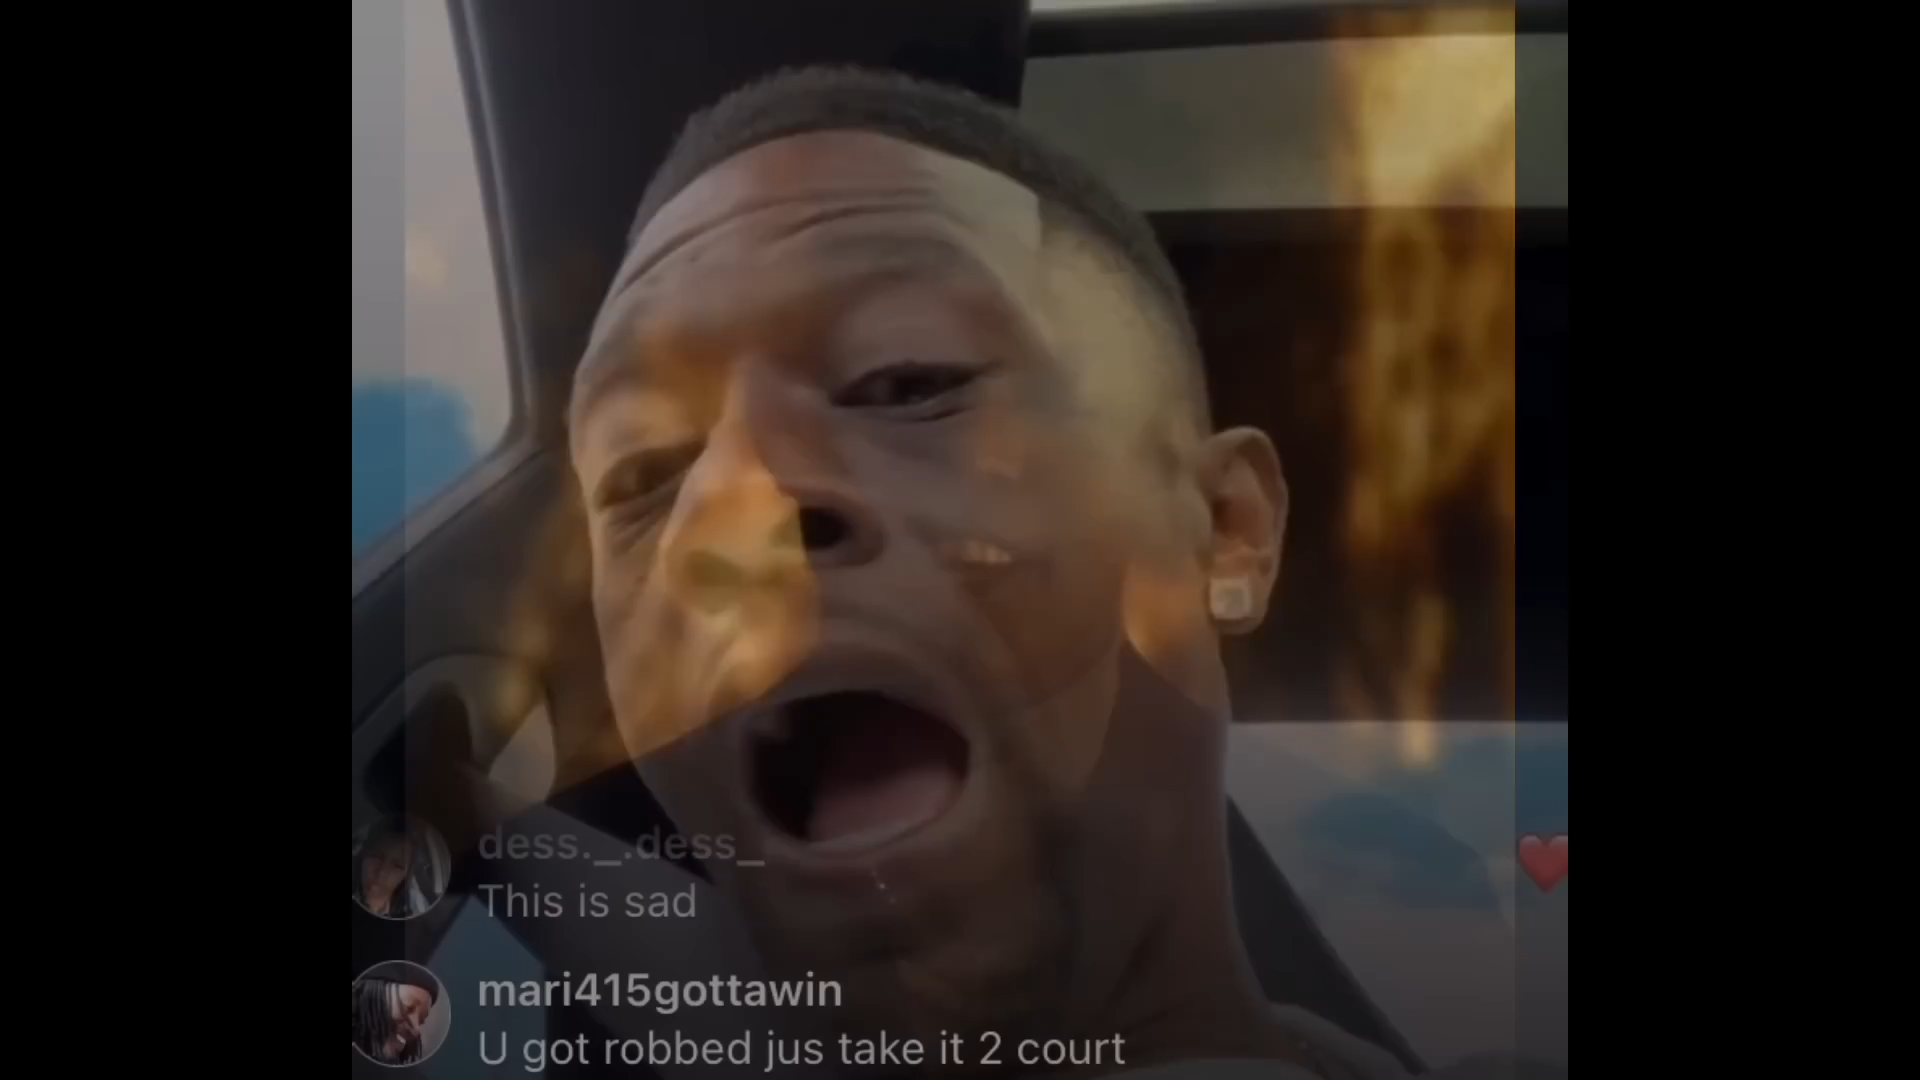 dess._.dess_
This is sad
mari415gottawin
U got robbed jus take it 2 court